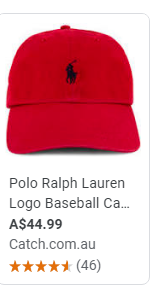 Polo Ralph Lauren
Logo Baseball Ca...
A$44.99
Catch.com.au
(46)